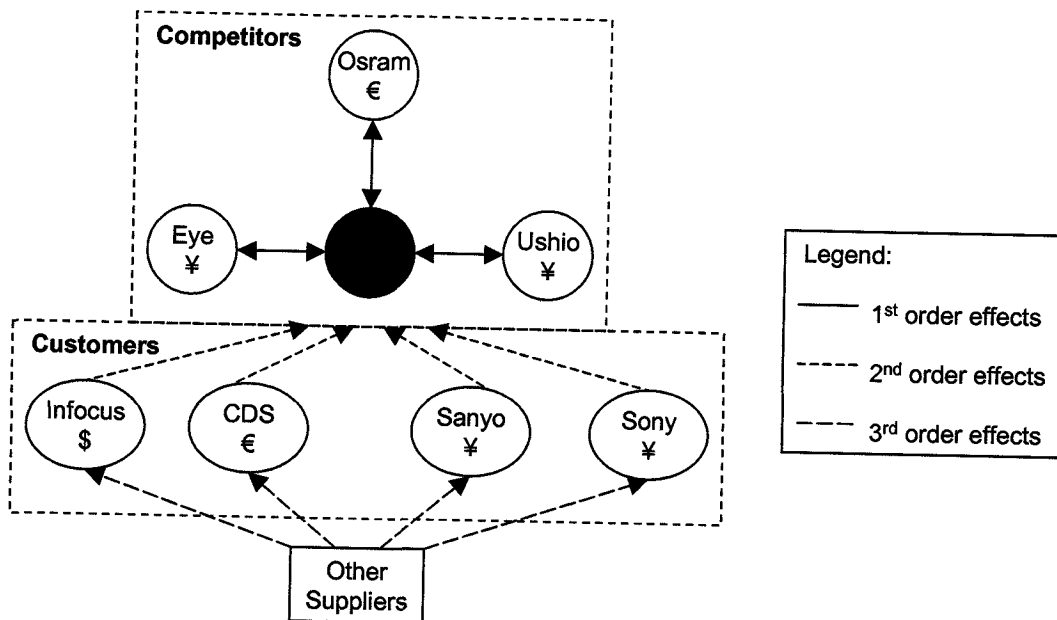 Competitors
Osram
€
Eye
¥
Ushio
¥
Customers
Infocus
$
CDS
€
Sanyo
¥
Sony
¥
Other
Suppliers
Legend:
1st order effects
2nd order effects
3rd order effects